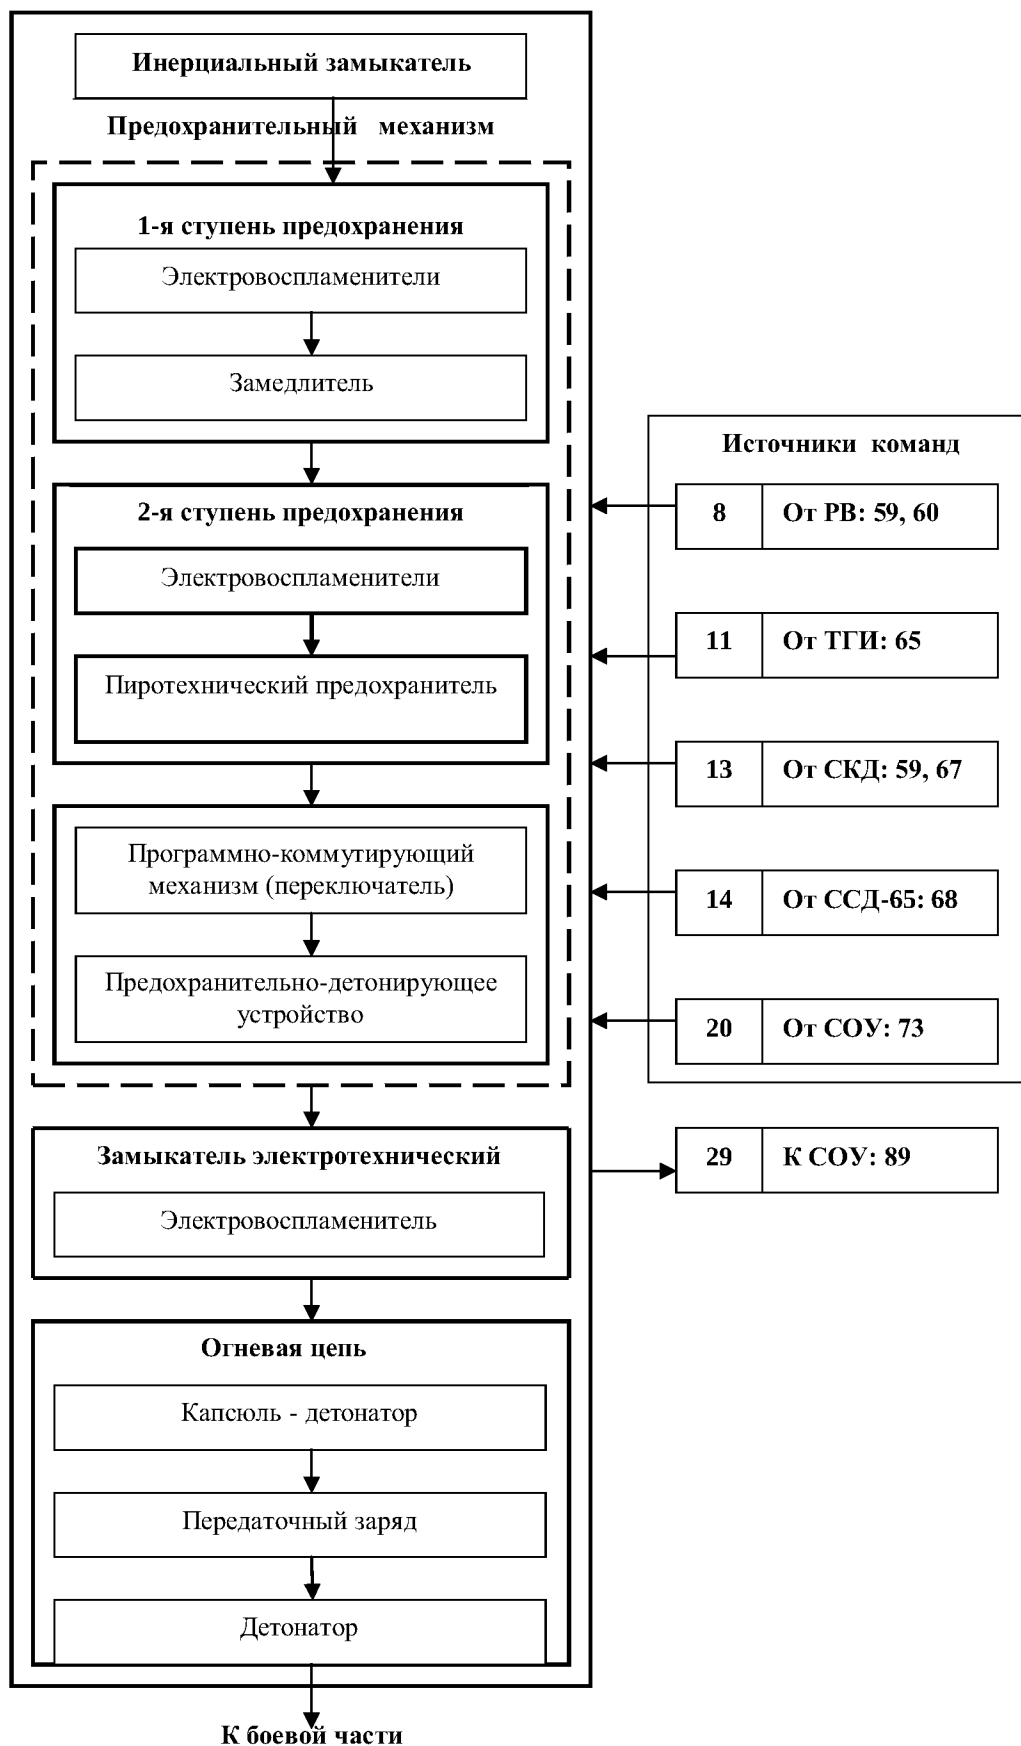 Инерциальный замыкатель
Предохранительный механизм
1-я ступень предохранения
Электровоспламенители
Замедлитель
2-я ступень предохранения
Электровоспламенители
Пиротехнический предохранитель
Программно-коммутирующий
механизм (переключатель)
Предохранительно-детонирующее
устройство
Замыкатель электротехнический
Электровоспламенитель
Огневая цепь
Капсюль - детонатор
Передаточный заряд
Детонатор
К боевой части
Источники команд
8 От РВ: 59, 60
11 От ТГИ: 65
13 От СКД: 59, 67
14 От ССД-65: 68
20 От СОУ: 73
29 К СОУ: 89